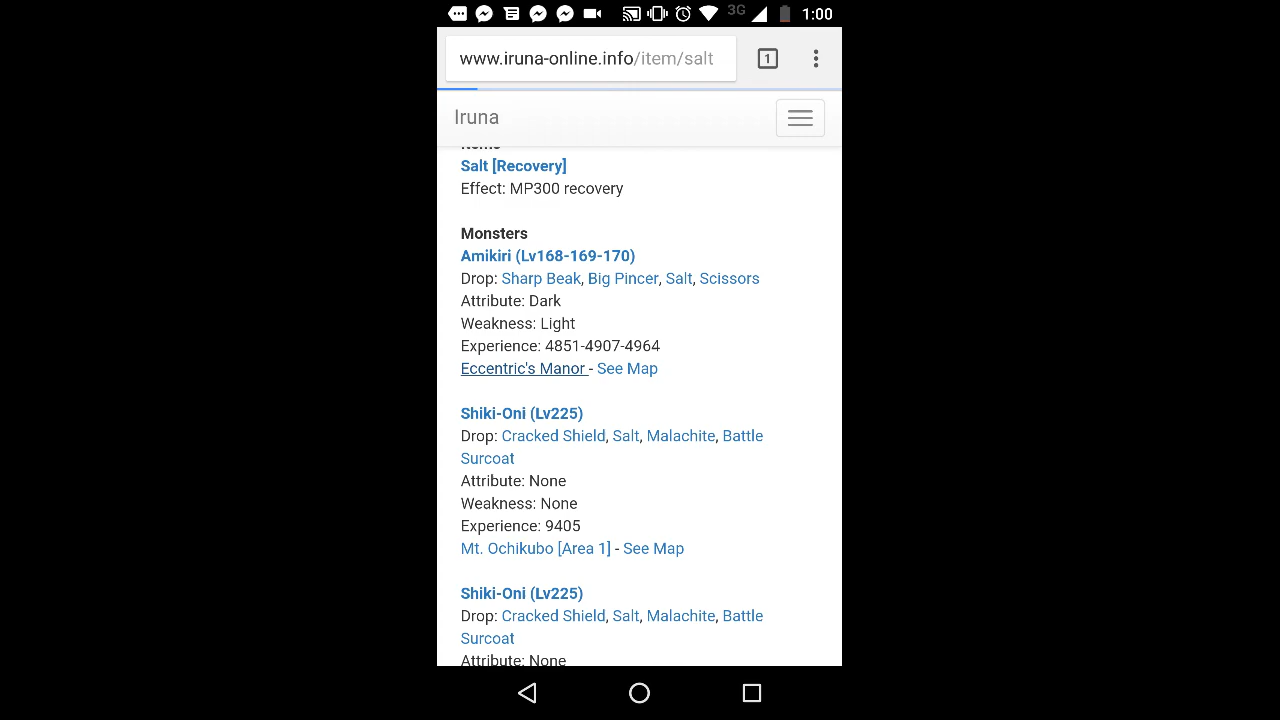 3G
1:00
www.iruna-online.info/item/salt
1
Iruna
Salt [Recovery]
Effect: MP300 recovery
Monsters
Amikiri (Lv168-169-170)
Drop: Sharp Beak, Big Pincer, Salt, Scissors
Attribute: Dark
Weakness: Light
Experience: 4851-4907-4964
Eccentric's Manor - See Map
Shiki-Oni (Lv225)
Drop: Cracked Shield, Salt, Malachite, Battle
Surcoat
Attribute: None
Weakness: None
Experience: 9405
Mt. Ochikubo [Area 1] - See Map
Shiki-Oni (Lv225)
Drop: Cracked Shield, Salt, Malachite, Battle
Surcoat
Attribute: None